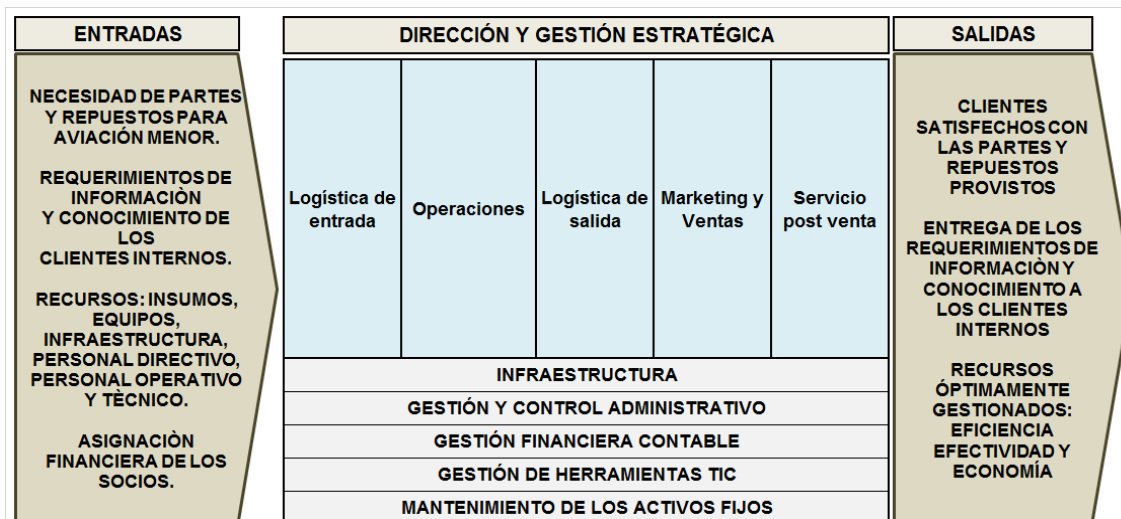 ENTRADAS
NECESIDAD DE PARTES
Y REPUESTOS PARA
AVIACIÓN MENOR.
REQUERIMIENTOS DE
INFORMACIÒN
Y CONOCIMIENTO DE
LOS
CLIENTES INTERNOS.
RECURSOS: INSUMOS,
EQUIPOS,
INFRAESTRUCTURA,
PERSONAL DIRECTIVO,
PERSONAL OPERATIVO
Y TÈCNICO.
ASIGNACIÒN
FINANCIERA DE LOS
SOCIOS.
DIRECCIÓN Y GESTIÓN ESTRATÉGICA
Logística de
entrada
Operaciones
Logística de
salida
Marketing y
Ventas
Servicio
post venta
INFRAESTRUCTURA
GESTIÓN Y CONTROL ADMINISTRATIVO
GESTIÓN FINANCIERA CONTABLE
GESTIÓN DE HERRAMIENTAS TIC
MANTENIMIENTO DE LOS ACTIVOS FIJOS
SALIDAS
CLIENTES
SATISFECHOS CON
LAS PARTES Y
REPUESTOS
PROVISTOS
ENTREGA DE LOS
REQUERIMIENTOS DE
INFORMACIÒN Y
CONOCIMIENTO A
LOS CLIENTES
INTERNOS
RECURSOS
ÓPTIMAMENTE
GESTIONADOS:
EFICIENCIA
EFECTIVIDAD Y
ECONOMÍA